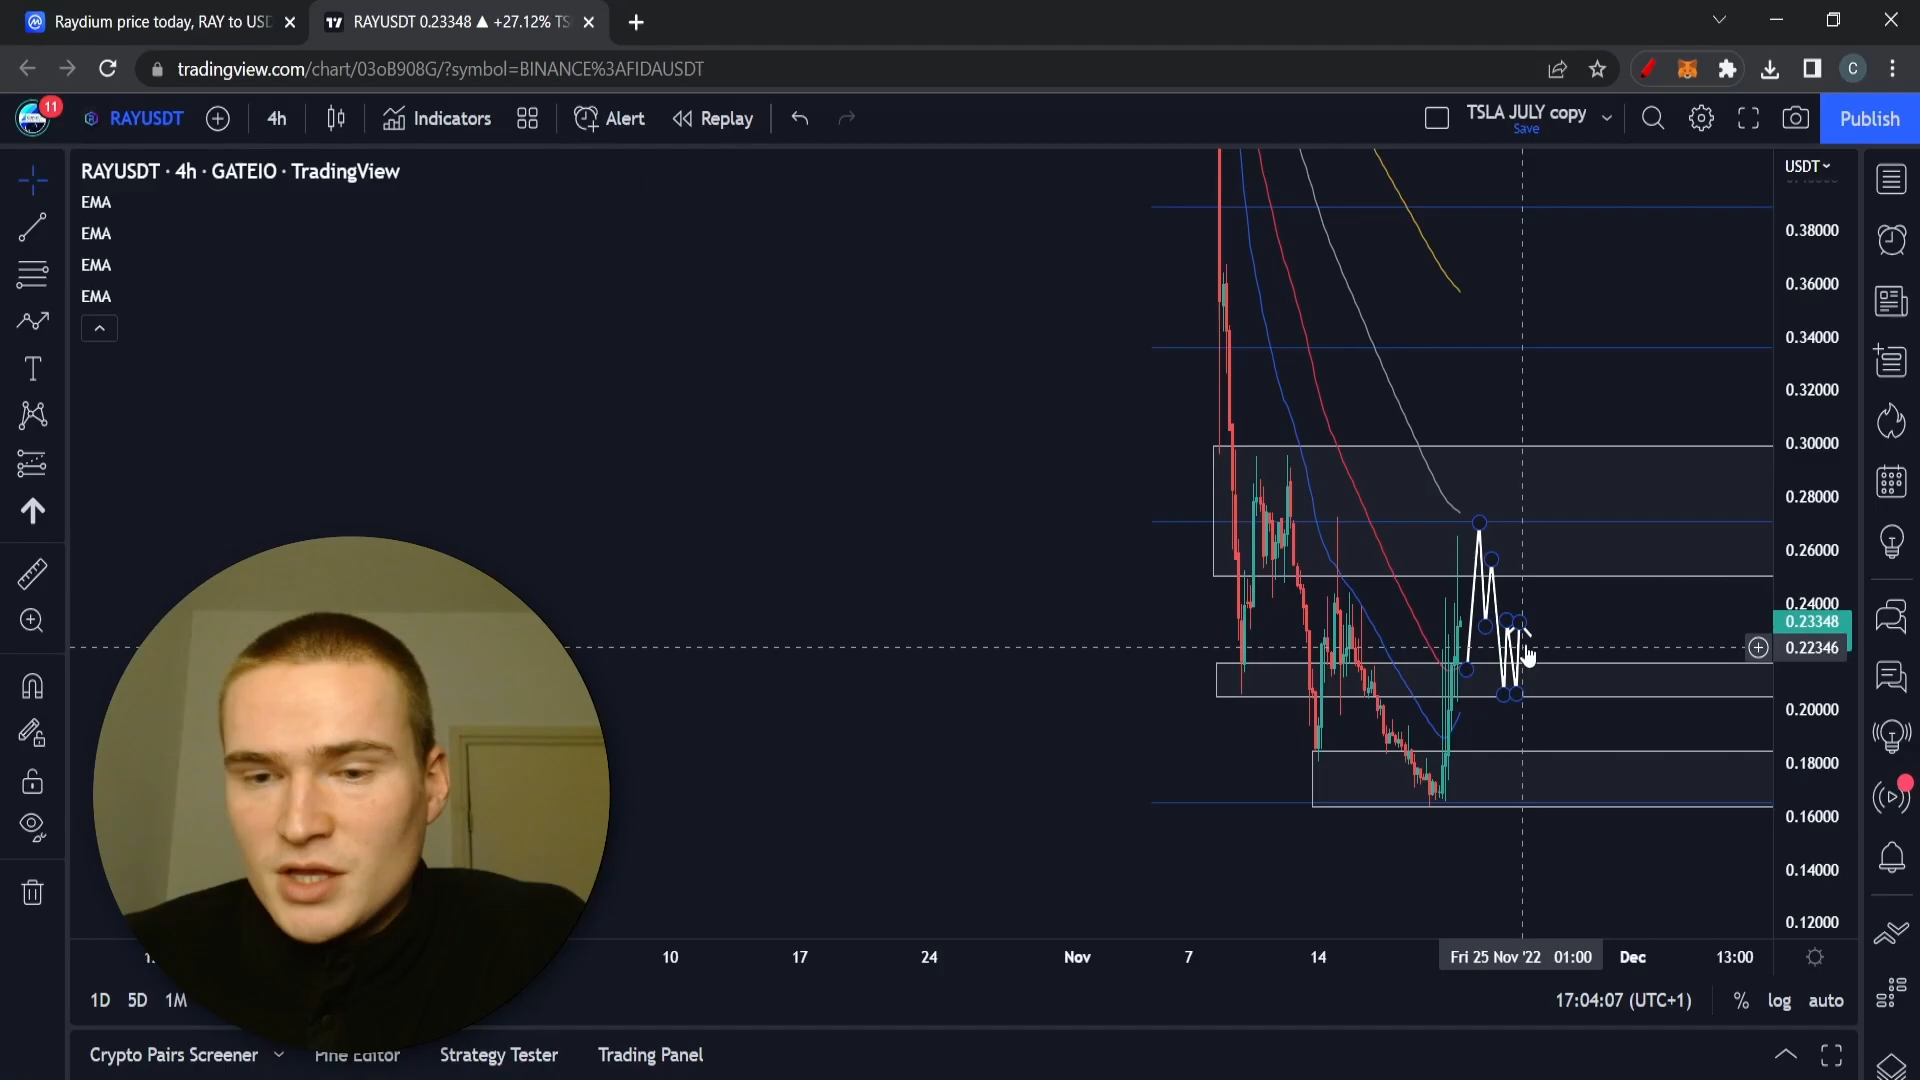 Raydium price today, RAY to USD
RAYUSDT 0.23348 ▲ +27.12% TS
tradingview.com/chart/03oB908G/?symbol=BINANCE%3AFIDAUSDT
C
11
RAYUSDT
4h
Indicators
Alert
Replay
TSLA JULY copy
Save
Publish
RAYUSDT · 4h · GATEIO · TradingView
EMA
EMA
EMA
EMA
USDT
0.38000
0.36000
0.34000
0.32000
0.30000
0.28000
0.26000
0.24000
0.23348
0.22346
0.20000
0.18000
0.16000
0.14000
0.12000
10
17
24
Nov
7
14
Fri 25 Nov '22 01:00
Dec
13:00
1D
5D
1M
17:04:07 (UTC+1)
%
log
auto
Crypto Pairs Screener
Pine Editor
Strategy Tester
Trading Panel